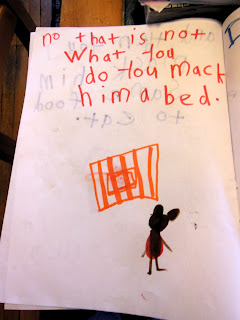 no that is not
What You
do You mack
him a bed.